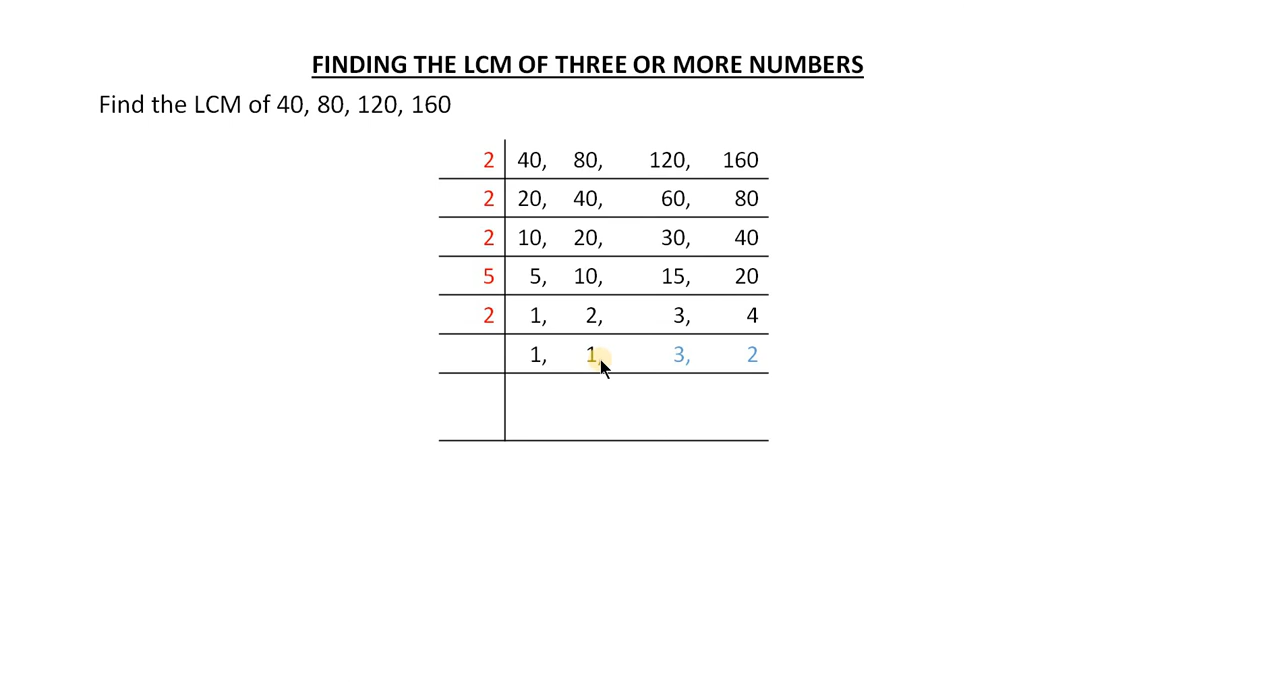 FINDING THE LCM OF THREE OR MORE NUMBERS
Find the LCM of 40, 80, 120, 160
2 40, 80, 120, 160
2 20, 40, 60, 80
2 10, 20, 30, 40
5 5, 10, 15, 20
2 1, 2, 3, 4
1, 1, 3, 2